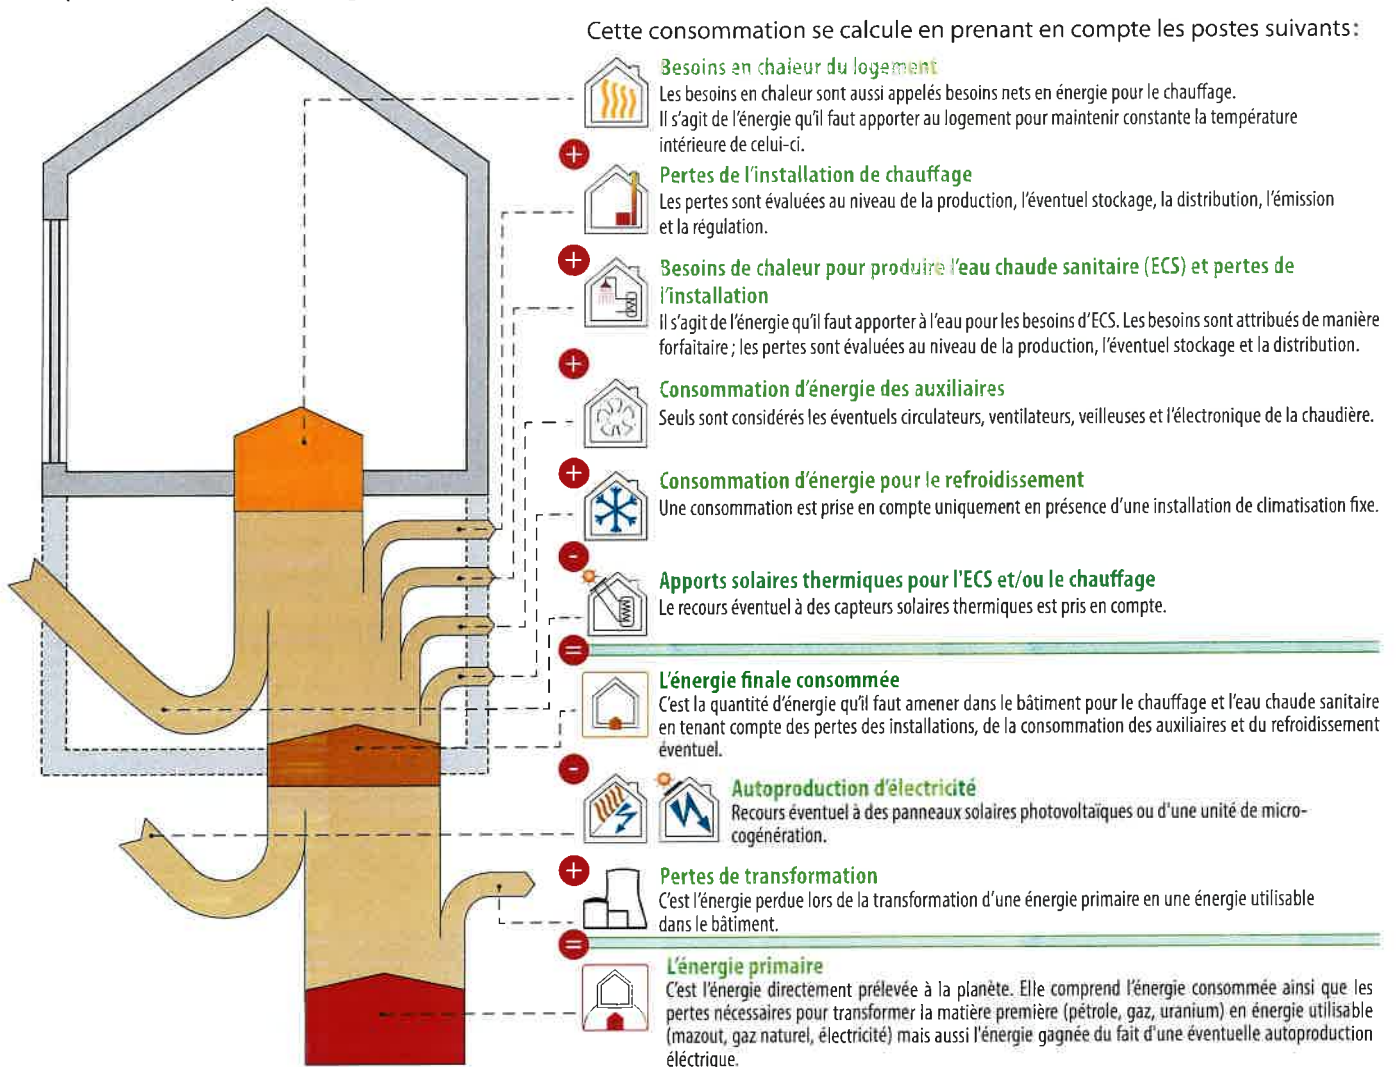 Cette consommation se calcule en prenant en compte les postes suivants:
Besoins en chaleur du logement
Les besoins en chaleur sont aussi appelés besoins nets en énergie pour le chauffage.
Il s'agit de l'énergie qu'il faut apporter au logement pour maintenir constante la température
intérieure de celui-ci.
+
Pertes de l'installation de chauffage
Les pertes sont évaluées au niveau de la production, l'éventuel stockage, la distribution, l'émission
et la régulation.
+
Besoins de chaleur pour produire l'eau chaude sanitaire (ECS) et pertes de
l'installation
Il s'agit de l'énergie qu'il faut apporter à l'eau pour les besoins d'ECS. Les besoins sont attribués de manière
forfaitaire ; les pertes sont évaluées au niveau de la production, l'éventuel stockage et la distribution.
+
Consommation d'énergie des auxiliaires
Seuls sont considérés les éventuels circulateurs, ventilateurs, veilleuses et l'électronique de la chaudière.
+
Consommation d'énergie pour le refroidissement
Une consommation est prise en compte uniquement en présence d'une installation de climatisation fixe.
-
Apports solaires thermiques pour l'ECS et/ou le chauffage
Le recours éventuel à des capteurs solaires thermiques est pris en compte.
=
L'énergie finale consommée
C'est la quantité d'énergie qu'il faut amener dans le bâtiment pour le chauffage et l'eau chaude sanitaire
en tenant compte des pertes des installations, de la consommation des auxiliaires et du refroidissement
éventuel.
-
Autoproduction d'électricité
Recours éventuel à des panneaux solaires photovoltaïques ou d'une unité de micro-
cogénération.
+
Pertes de transformation
C'est l'énergie perdue lors de la transformation d'une énergie primaire en une énergie utilisable
dans le bâtiment.
=
L'énergie primaire
C'est l'énergie directement prélevée à la planète. Elle comprend l'énergie consommée ainsi que les
pertes nécessaires pour transformer la matière première (pétrole, gaz, uranium) en énergie utilisable
(mazout, gaz naturel, électricité) mais aussi l'énergie gagnée du fait d'une éventuelle autoproduction
éléctrique.